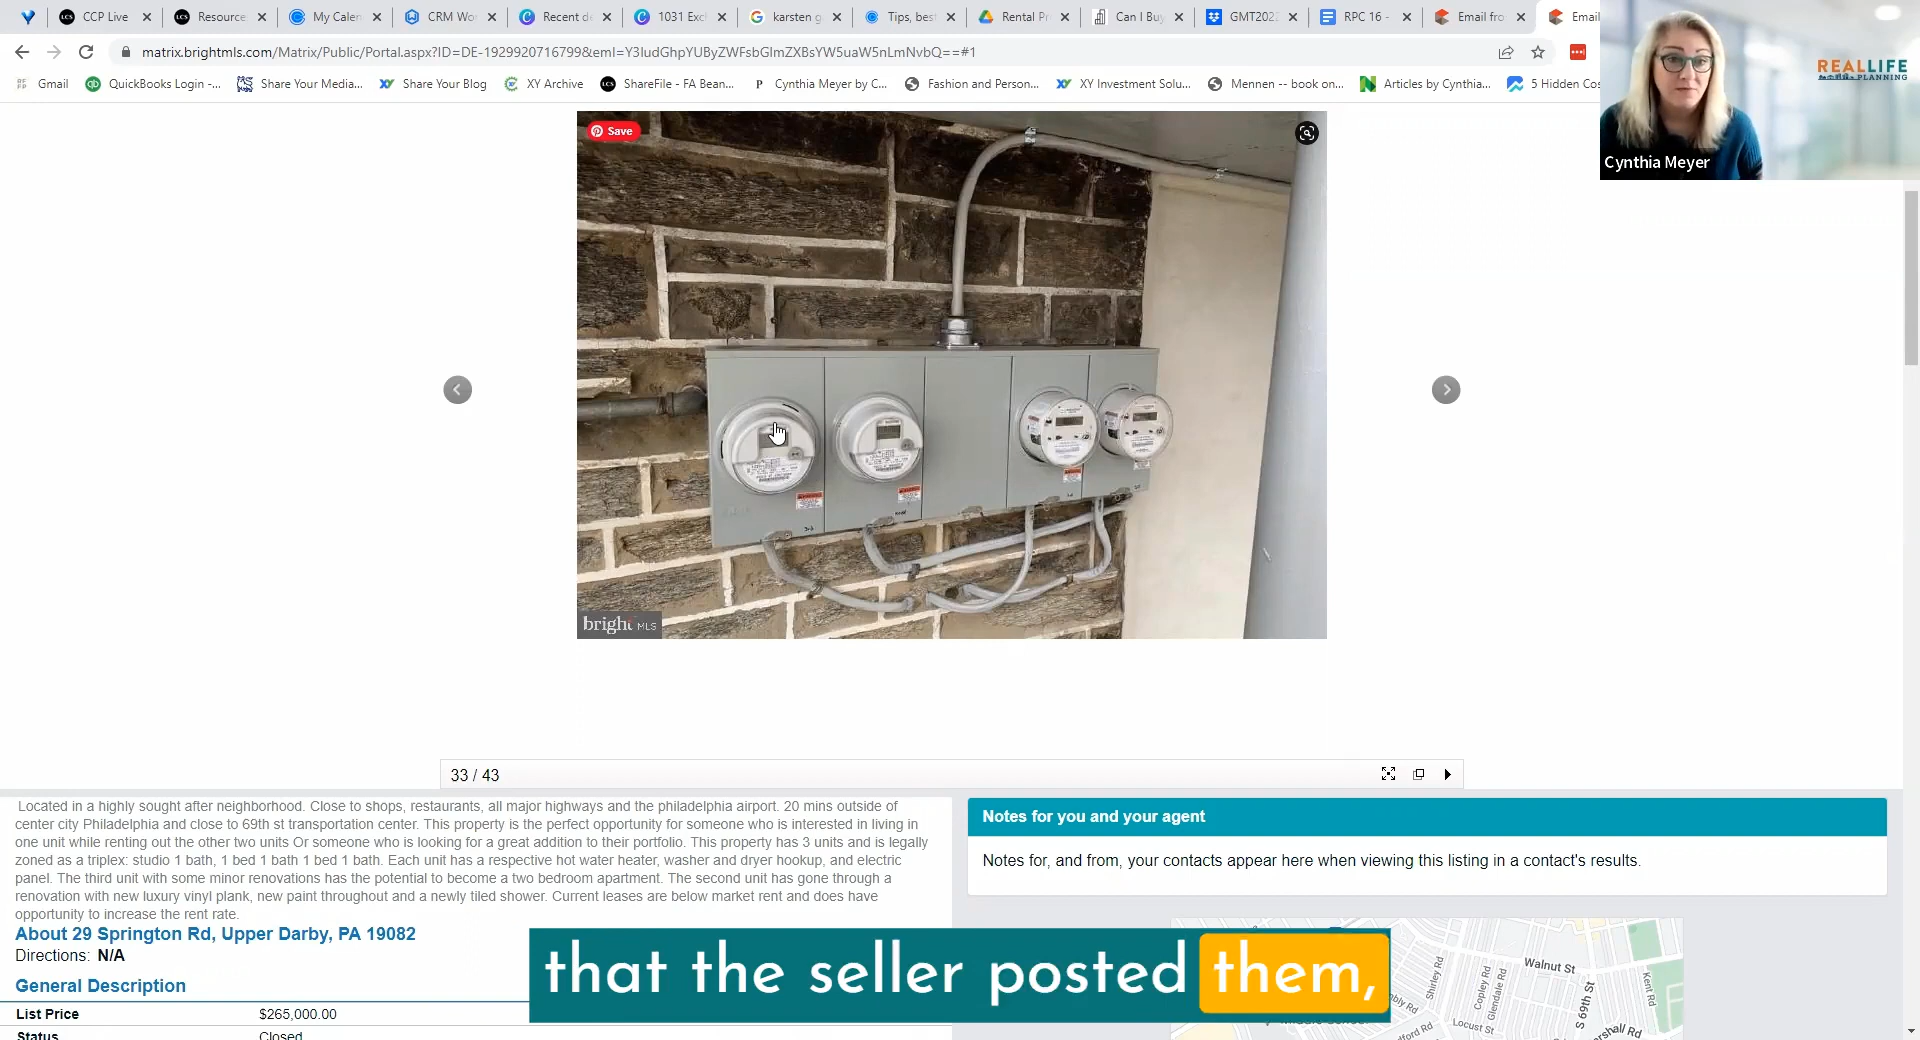 CCP Live
Resource
My Caler
CRM Wo
Recent d
1031 Exc
karsten g
Tips, bes
Rental P
Can I Buy
GMT202
RPC 16 -
Email fro
Email
matrix.brightmls.com/Matrix/Public/Portal.aspx?ID=DE-1929920716799&eml=Y3IudGhpYUByZWFsbGlmZXBsYW5uaW5nLmNvbQ==#1
Gmail
QuickBooks Login -...
Share Your Media...
Share Your Blog
XY Archive
ShareFile - FA Bean...
Cynthia Meyer by C...
Fashion and Person...
XY Investment Solu...
Mennen -- book on...
Articles by Cynthia...
5 Hidden Cos
REALLIFE
PLANNING
Cynthia Meyer
Save
bright MLS
33 / 43
Located in a highly sought after neighborhood. Close to shops, restaurants, all major highways and the philadelphia airport. 20 mins outside of
center city Philadelphia and close to 69th st transportation center. This property is the perfect opportunity for someone who is interested in living in
one unit while renting out the other two units Or someone who is looking for a great addition to their portfolio. This property has 3 units and is legally
zoned as a triplex: studio 1 bath, 1 bed 1 bath 1 bed 1 bath. Each unit has a respective hot water heater, washer and dryer hookup, and electric
panel. The third unit with some minor renovations has the potential to become a two bedroom apartment. The second unit has gone through a
renovation with new luxury vinyl plank, new paint throughout and a newly tiled shower. Current leases are below market rent and does have
opportunity to increase the rent rate.
About 29 Springton Rd, Upper Darby, PA 19082
Directions: N/A
General Description
List Price $265,000.00
Status Closed
Notes for you and your agent
Notes for, and from, your contacts appear here when viewing this listing in a contact's results.
Walnut St
Shirley Rd
Copley Rd
Glendale Rd
S 69th St
Kent Rd
Locust St
that the seller posted them,